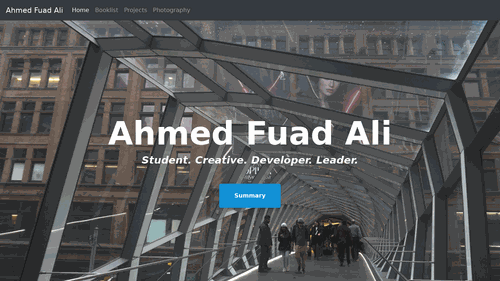 Ahmed Fuad Ali Home Booklist Projects Photography
Ahmed Fuad Ali
Student. Creative. Developer. Leader.
Summary